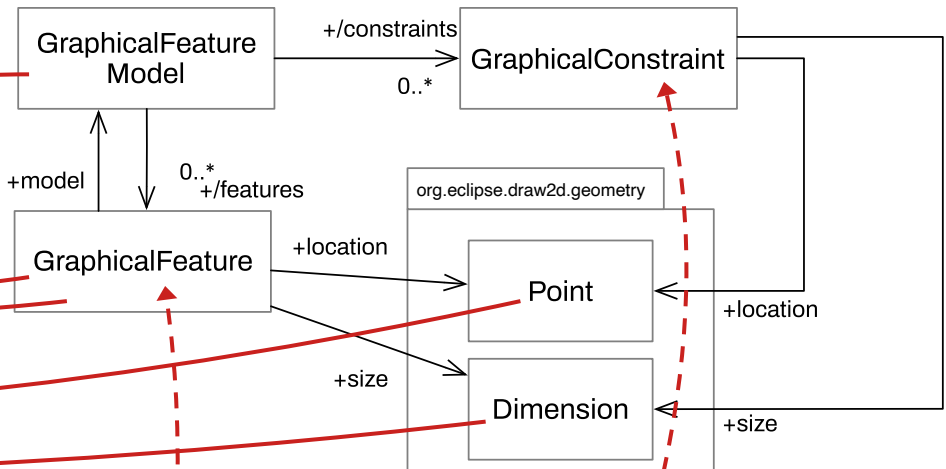 +/constraints
GraphicalFeature
Model
GraphicalConstraint
0..*
0..*
+model
+/features
org.eclipse.draw2d.geometry
+location
GraphicalFeature
Point
+location
+size
Dimension
+size